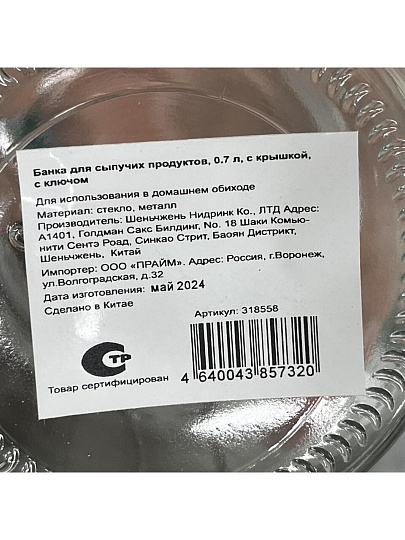 Банка для сыпучих продуктов, 0.7 л, с крышкой,
с ключом
Для использования в домашнем обиходе
Материал: стекло, металл
Производитель: Шеньчжень Нидринк Ко., ЛТД Адрес:
А1401, Голдман Сакс Билдинг, No. 18 Шаки Комью-
нити Сентэ Роад, Синкао Стрит, Баоян Дистрикт,
Шеньчжень, Китай
Импортер: ООО «ПРАЙМ». Адрес: Россия, г.Воронеж,
ул.Волгоградская, д.32
Дата изготовления: май 2024
Сделано в Китае
Артикул: 318558
СТР
Товар сертифицирован
4 640043 857320